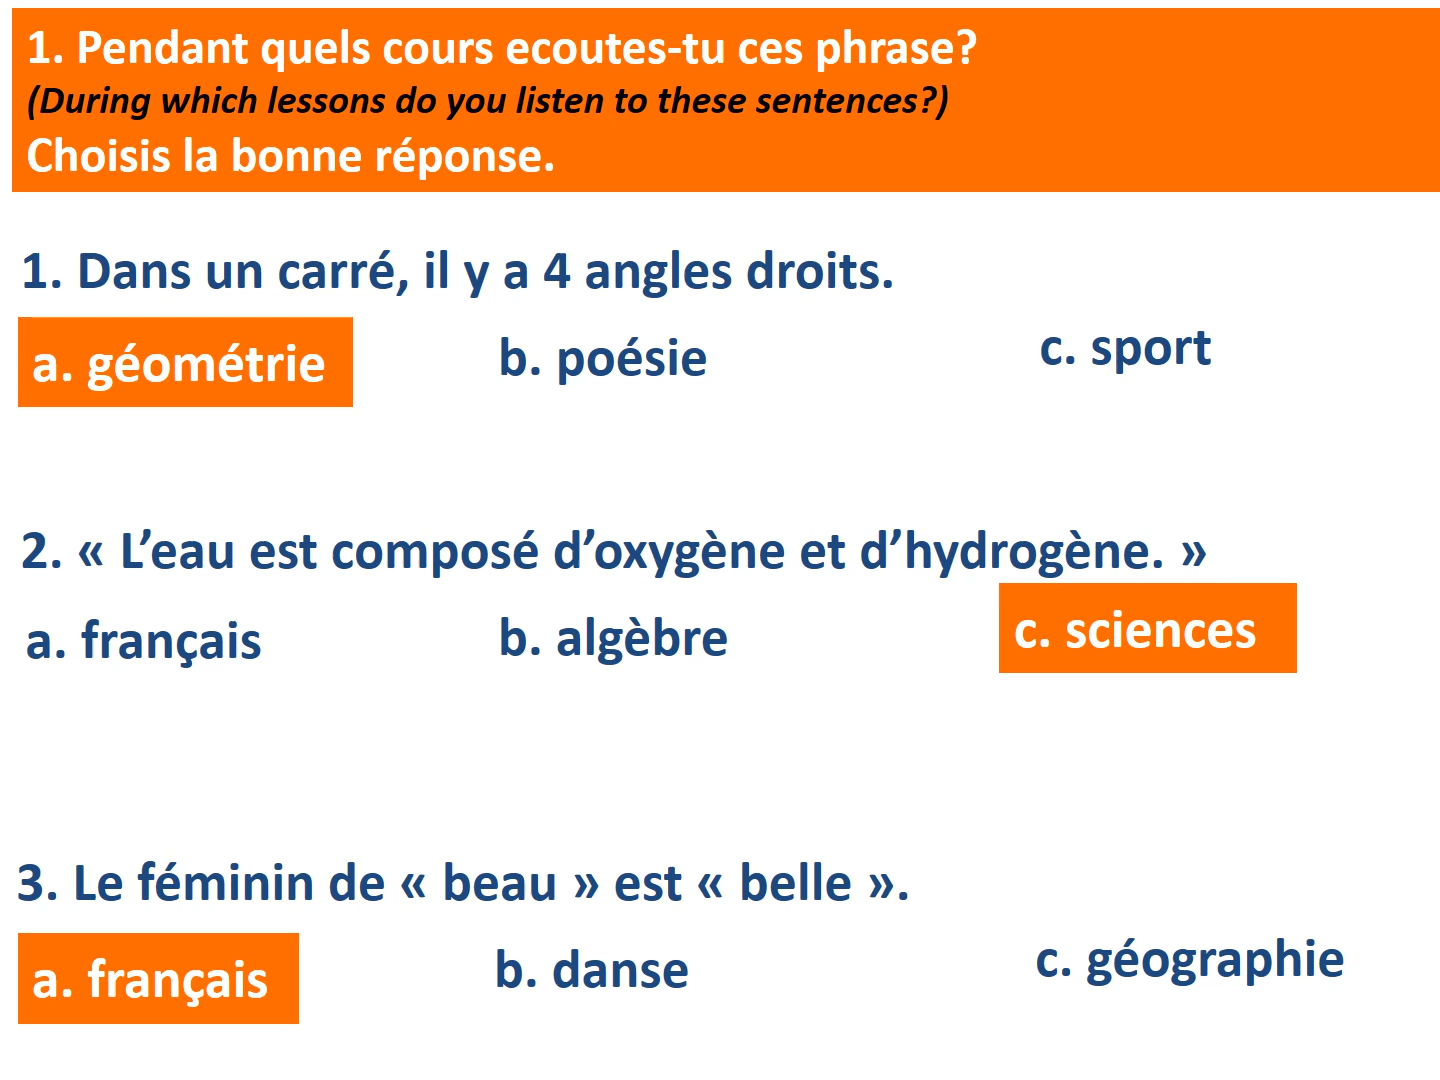 1. Pendant quels cours ecoutes-tu ces phrase?
(During which lessons do you listen to these sentences?)
Choisis la bonne réponse.
1. Dans un carré, il y a 4 angles droits.
a. géométrie b. poésie c. sport
2. « L’eau est composé d’oxygène et d’hydrogène. »
a. français b. algèbre c. sciences
3. Le féminin de « beau » est « belle ».
a. français b. danse c. géographie